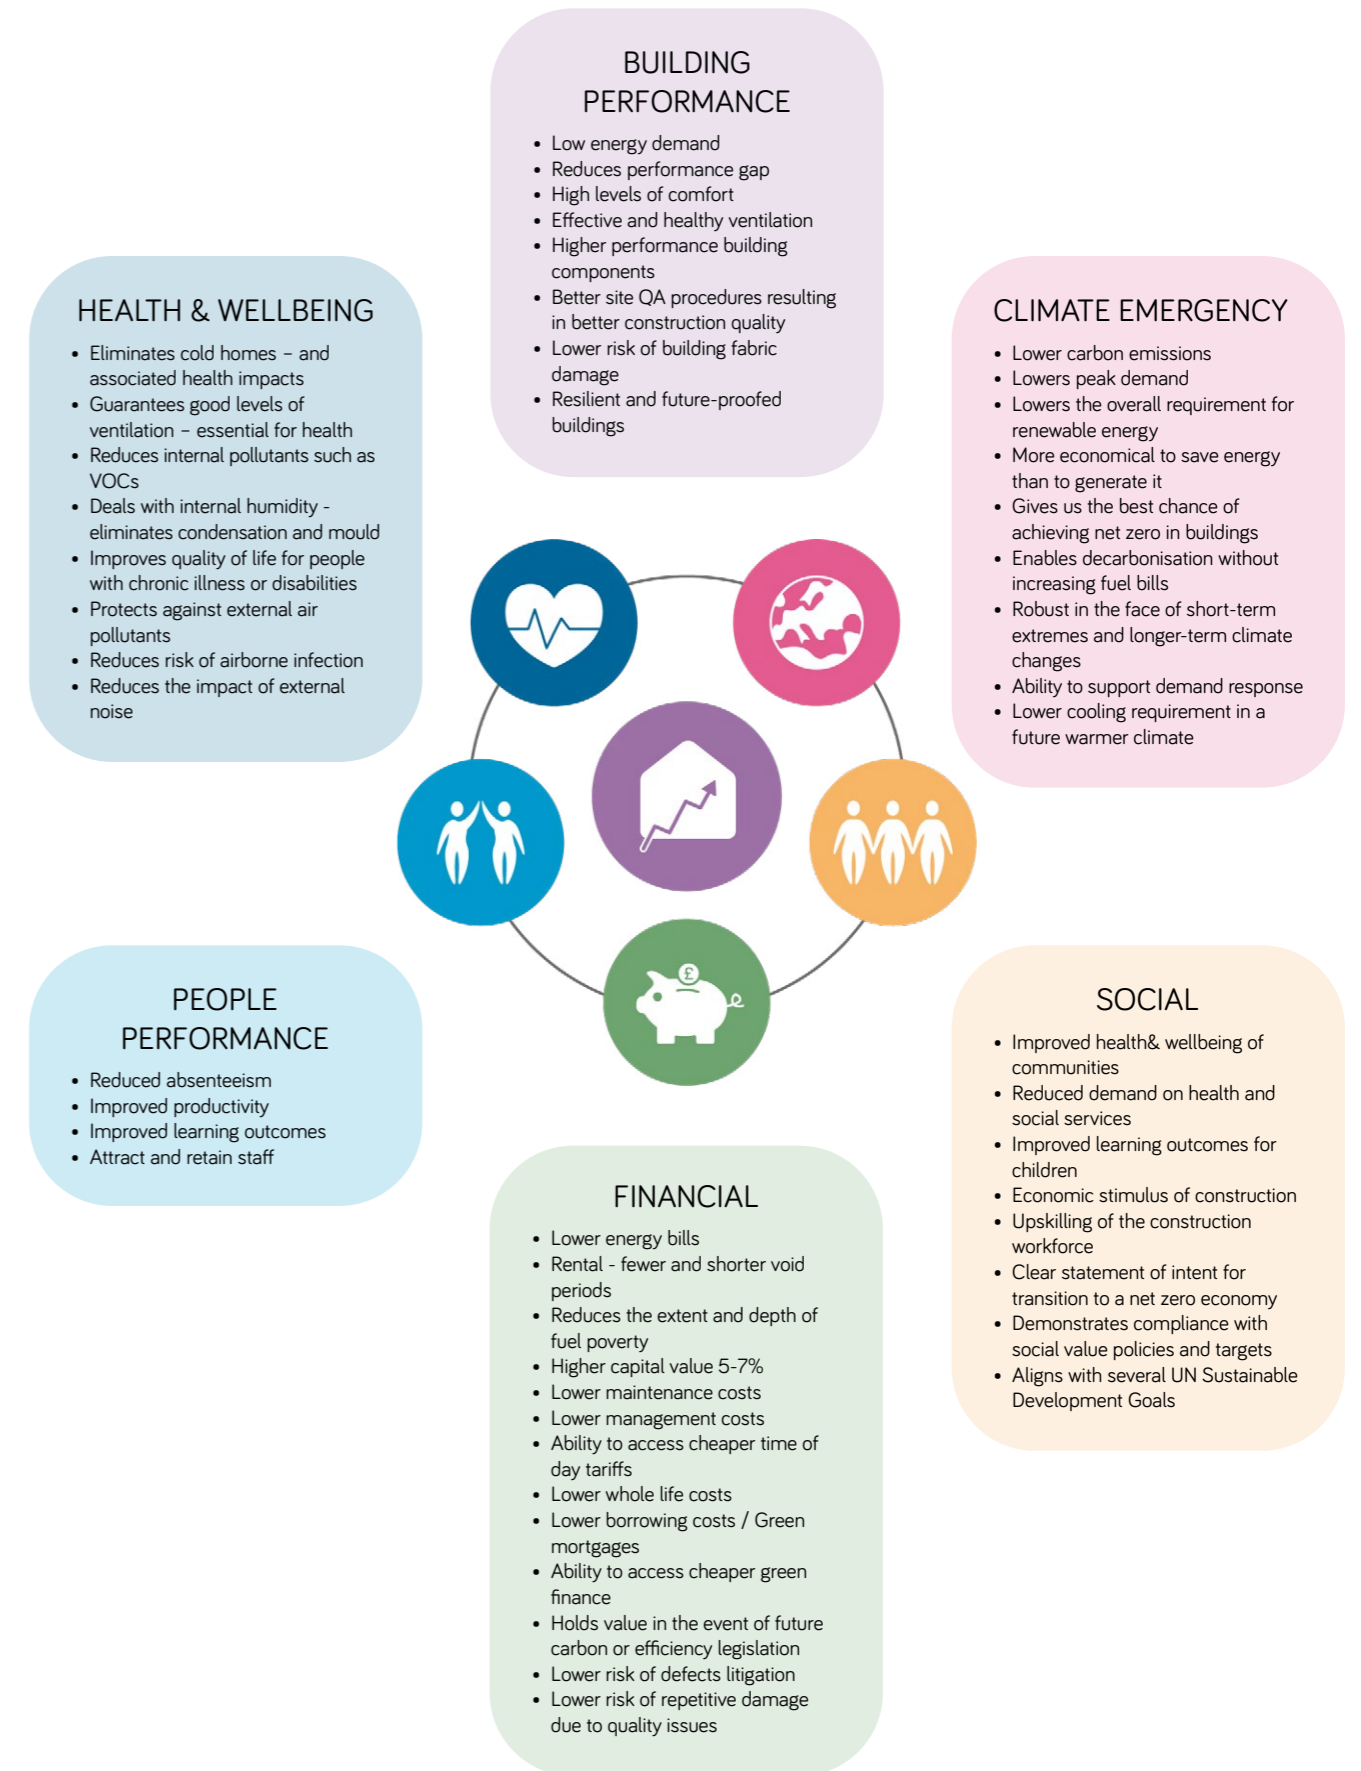 BUILDING
PERFORMANCE
• Low energy demand
• Reduces performance gap
• High levels of comfort
• Effective and healthy ventilation
• Higher performance building
components
• Better site QA procedures resulting
in better construction quality
• Lower risk of building fabric
damage
• Resilient and future-proofed
buildings
HEALTH & WELLBEING
• Eliminates cold homes – and
associated health impacts
• Guarantees good levels of
ventilation – essential for health
• Reduces internal pollutants such as
VOCs
• Deals with internal humidity -
eliminates condensation and mould
• Improves quality of life for people
with chronic illness or disabilities
• Protects against external air
pollutants
• Reduces risk of airborne infection
• Reduces the impact of external
noise
CLIMATE EMERGENCY
• Lower carbon emissions
• Lowers peak demand
• Lowers the overall requirement for
renewable energy
• More economical to save energy
than to generate it
• Gives us the best chance of
achieving net zero in buildings
• Enables decarbonisation without
increasing fuel bills
• Robust in the face of short-term
extremes and longer-term climate
changes
• Ability to support demand response
• Lower cooling requirement in a
future warmer climate
£
PEOPLE
PERFORMANCE
• Reduced absenteeism
• Improved productivity
• Improved learning outcomes
• Attract and retain staff
SOCIAL
• Improved health& wellbeing of
communities
• Reduced demand on health and
social services
• Improved learning outcomes for
children
• Economic stimulus of construction
• Upskilling of the construction
workforce
• Clear statement of intent for
transition to a net zero economy
• Demonstrates compliance with
social value policies and targets
• Aligns with several UN Sustainable
Development Goals
FINANCIAL
• Lower energy bills
• Rental - fewer and shorter void
periods
• Reduces the extent and depth of
fuel poverty
• Higher capital value 5-7%
• Lower maintenance costs
• Lower management costs
• Ability to access cheaper time of
day tariffs
• Lower whole life costs
• Lower borrowing costs / Green
mortgages
• Ability to access cheaper green
finance
• Holds value in the event of future
carbon or efficiency legislation
• Lower risk of defects litigation
• Lower risk of repetitive damage
due to quality issues